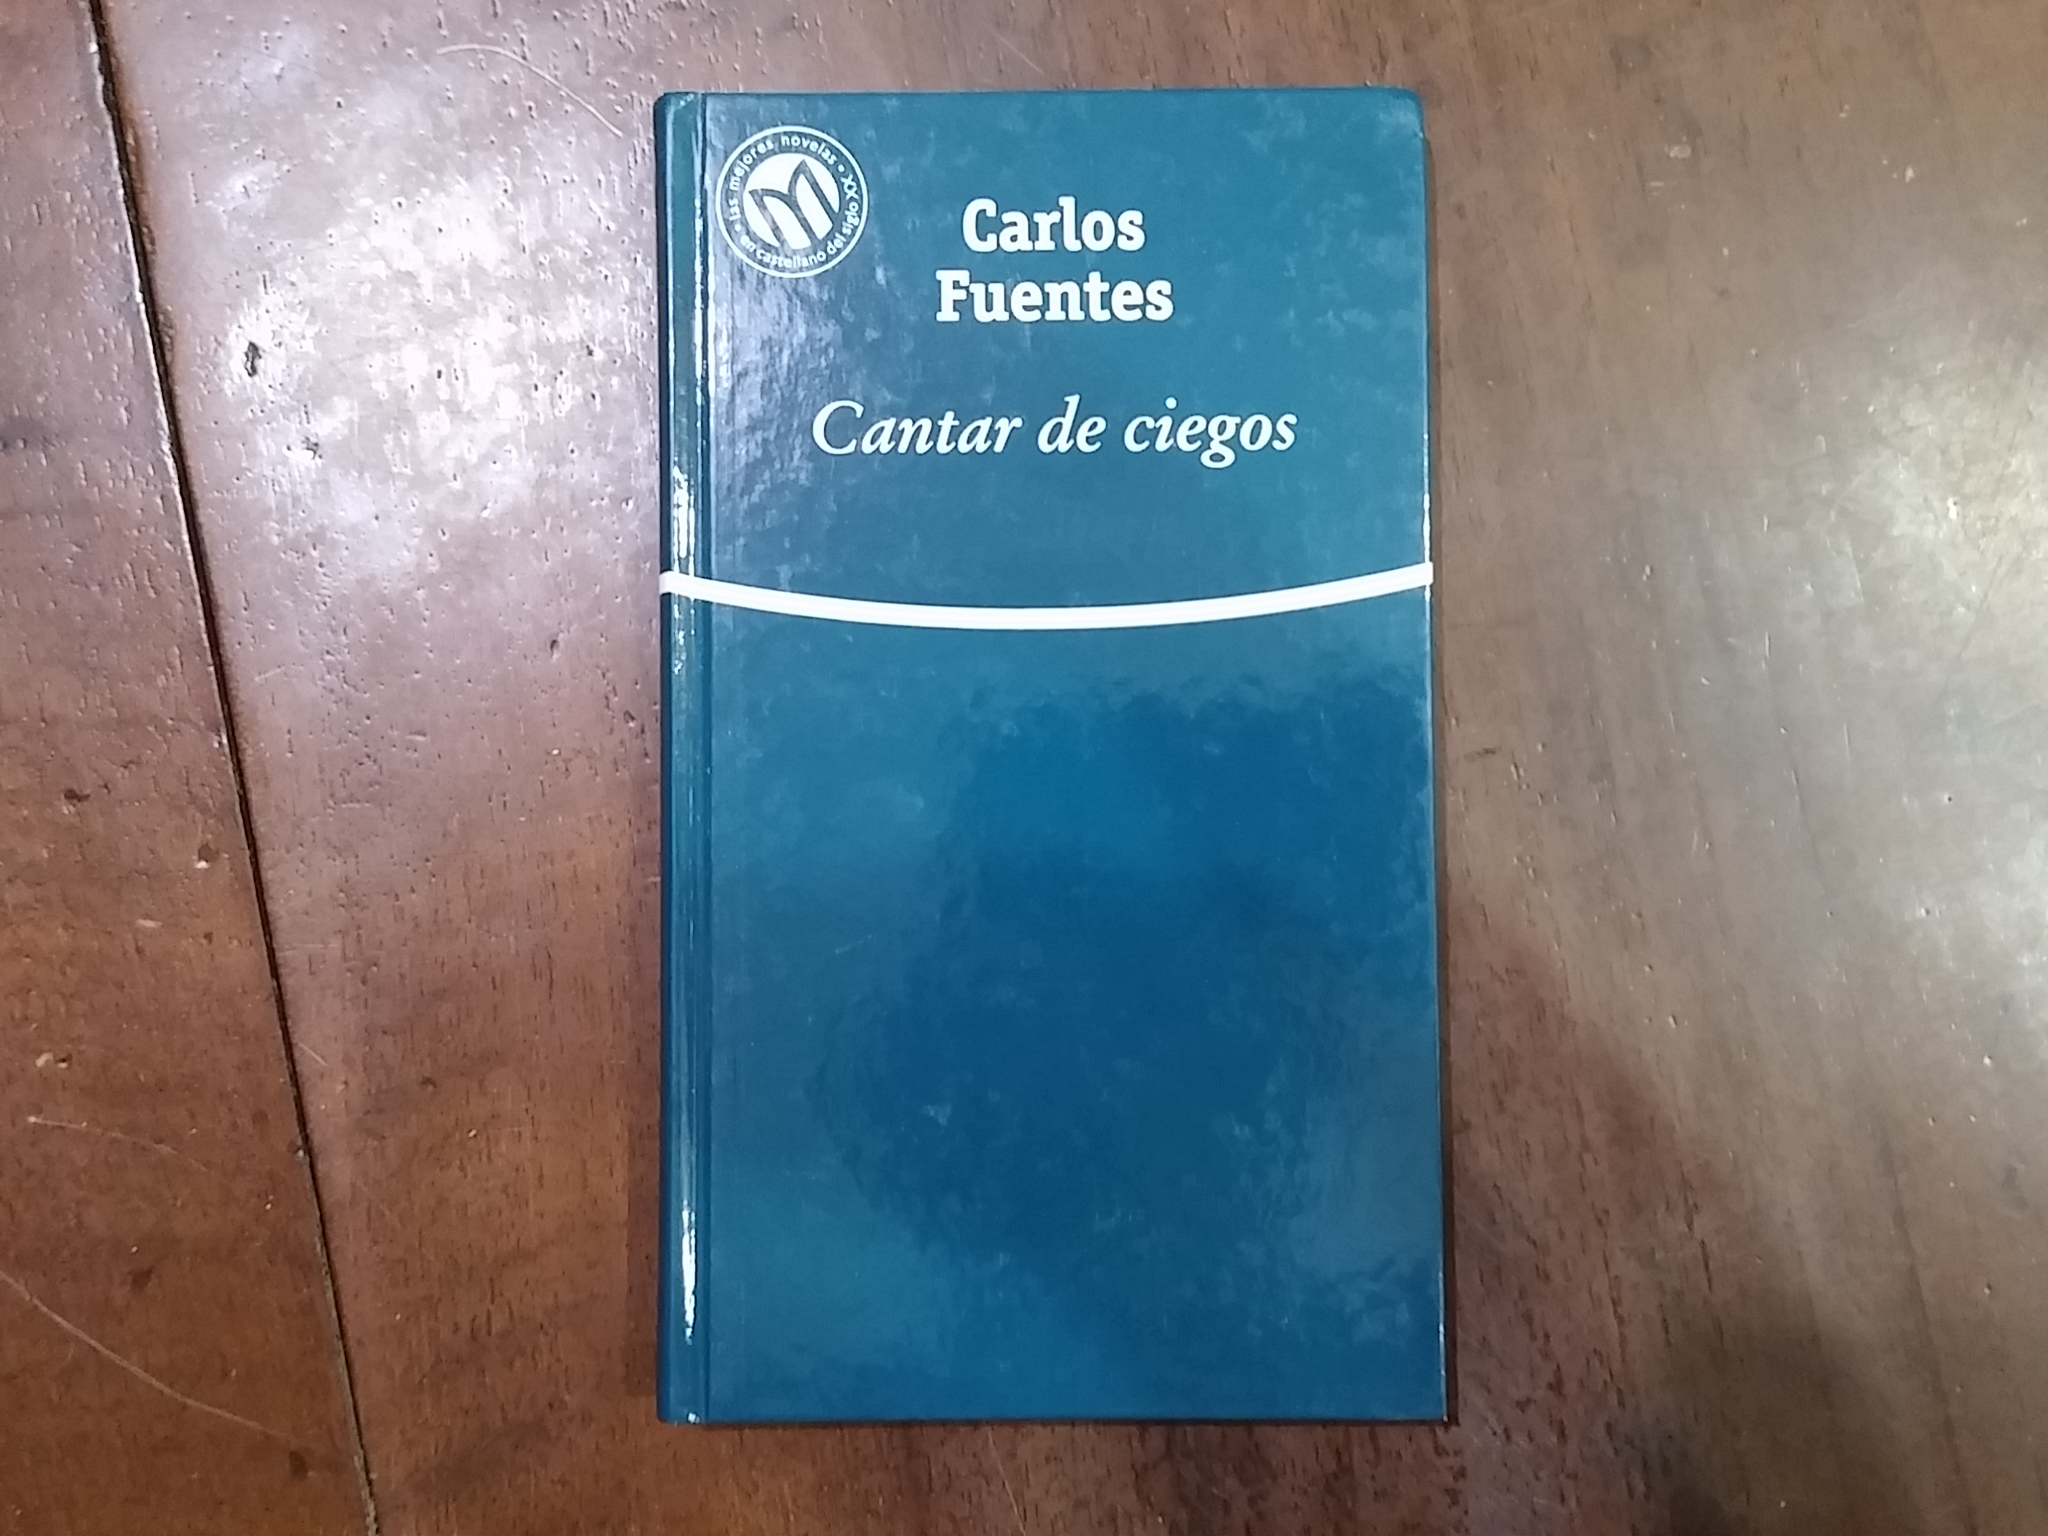 las mejores novelas
en castellano del siglo XX
Carlos
Fuentes
Cantar de ciegos